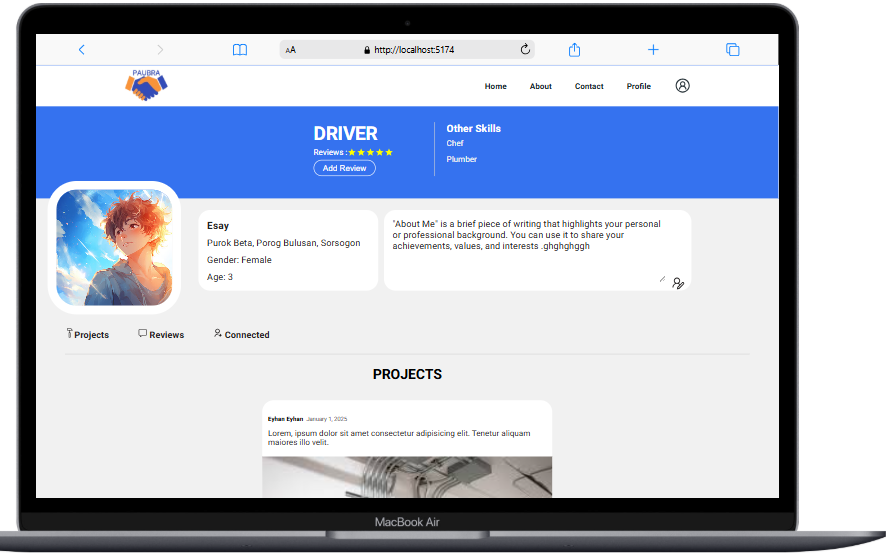 AA http://localhost:5174
PAUBRA
Home About Contact Profile
DRIVER
Reviews :
Add Review
Other Skills
Chef
Plumber
Esay
Purok Beta, Porog Bulusan, Sorsogon
Gender: Female
Age: 3
"About Me" is a brief piece of writing that highlights your personal
or professional background. You can use it to share your
achievements, values, and interests .ghghghggh
Projects Reviews Connected
PROJECTS
Eyhan Eyhan January 1, 2025
Lorem, ipsum dolor sit amet consectetur adipisicing elit. Tenetur aliquam
maiores illo velit.
MacBook Air